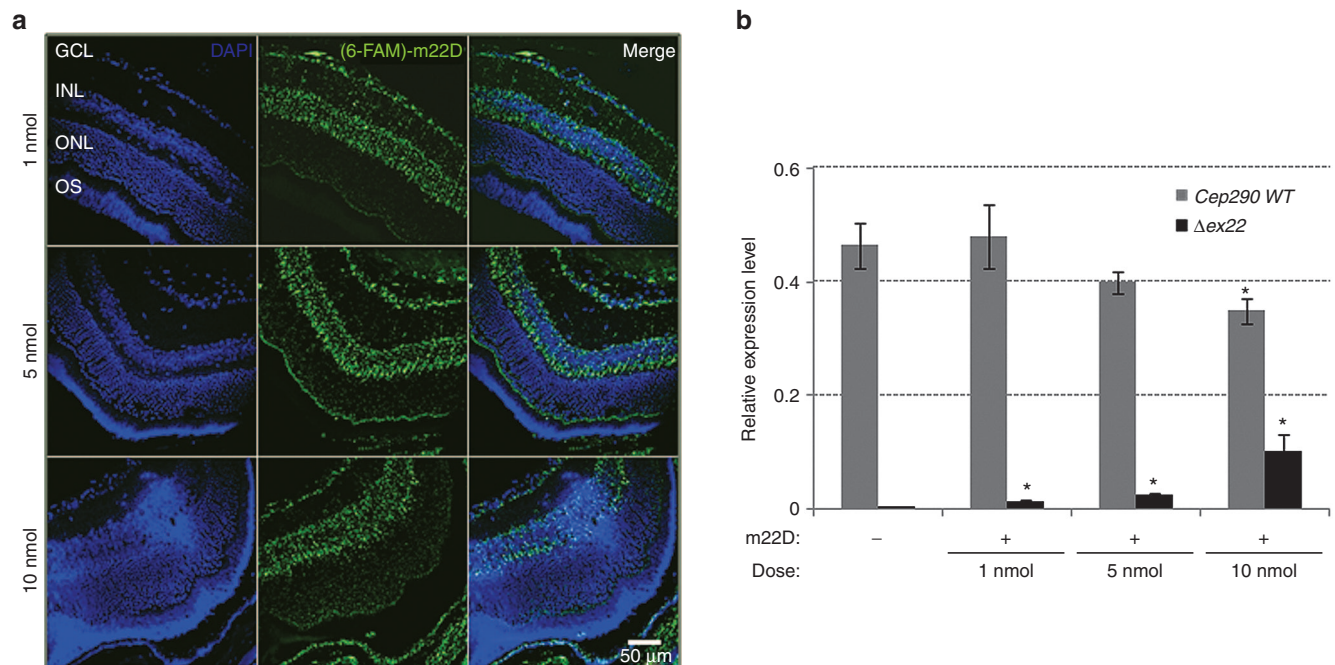 a
GCL
INL
ONL
OS
DAPI
(6-FAM)-m22D
Merge
1 nmol
5 nmol
10 nmol
50 µm
b
Relative expression level
0.6
0.4
0.2
0
Cep290 WT
Δex22
*
*
*
*
m22D:
– + + +
Dose:
1 nmol 5 nmol 10 nmol